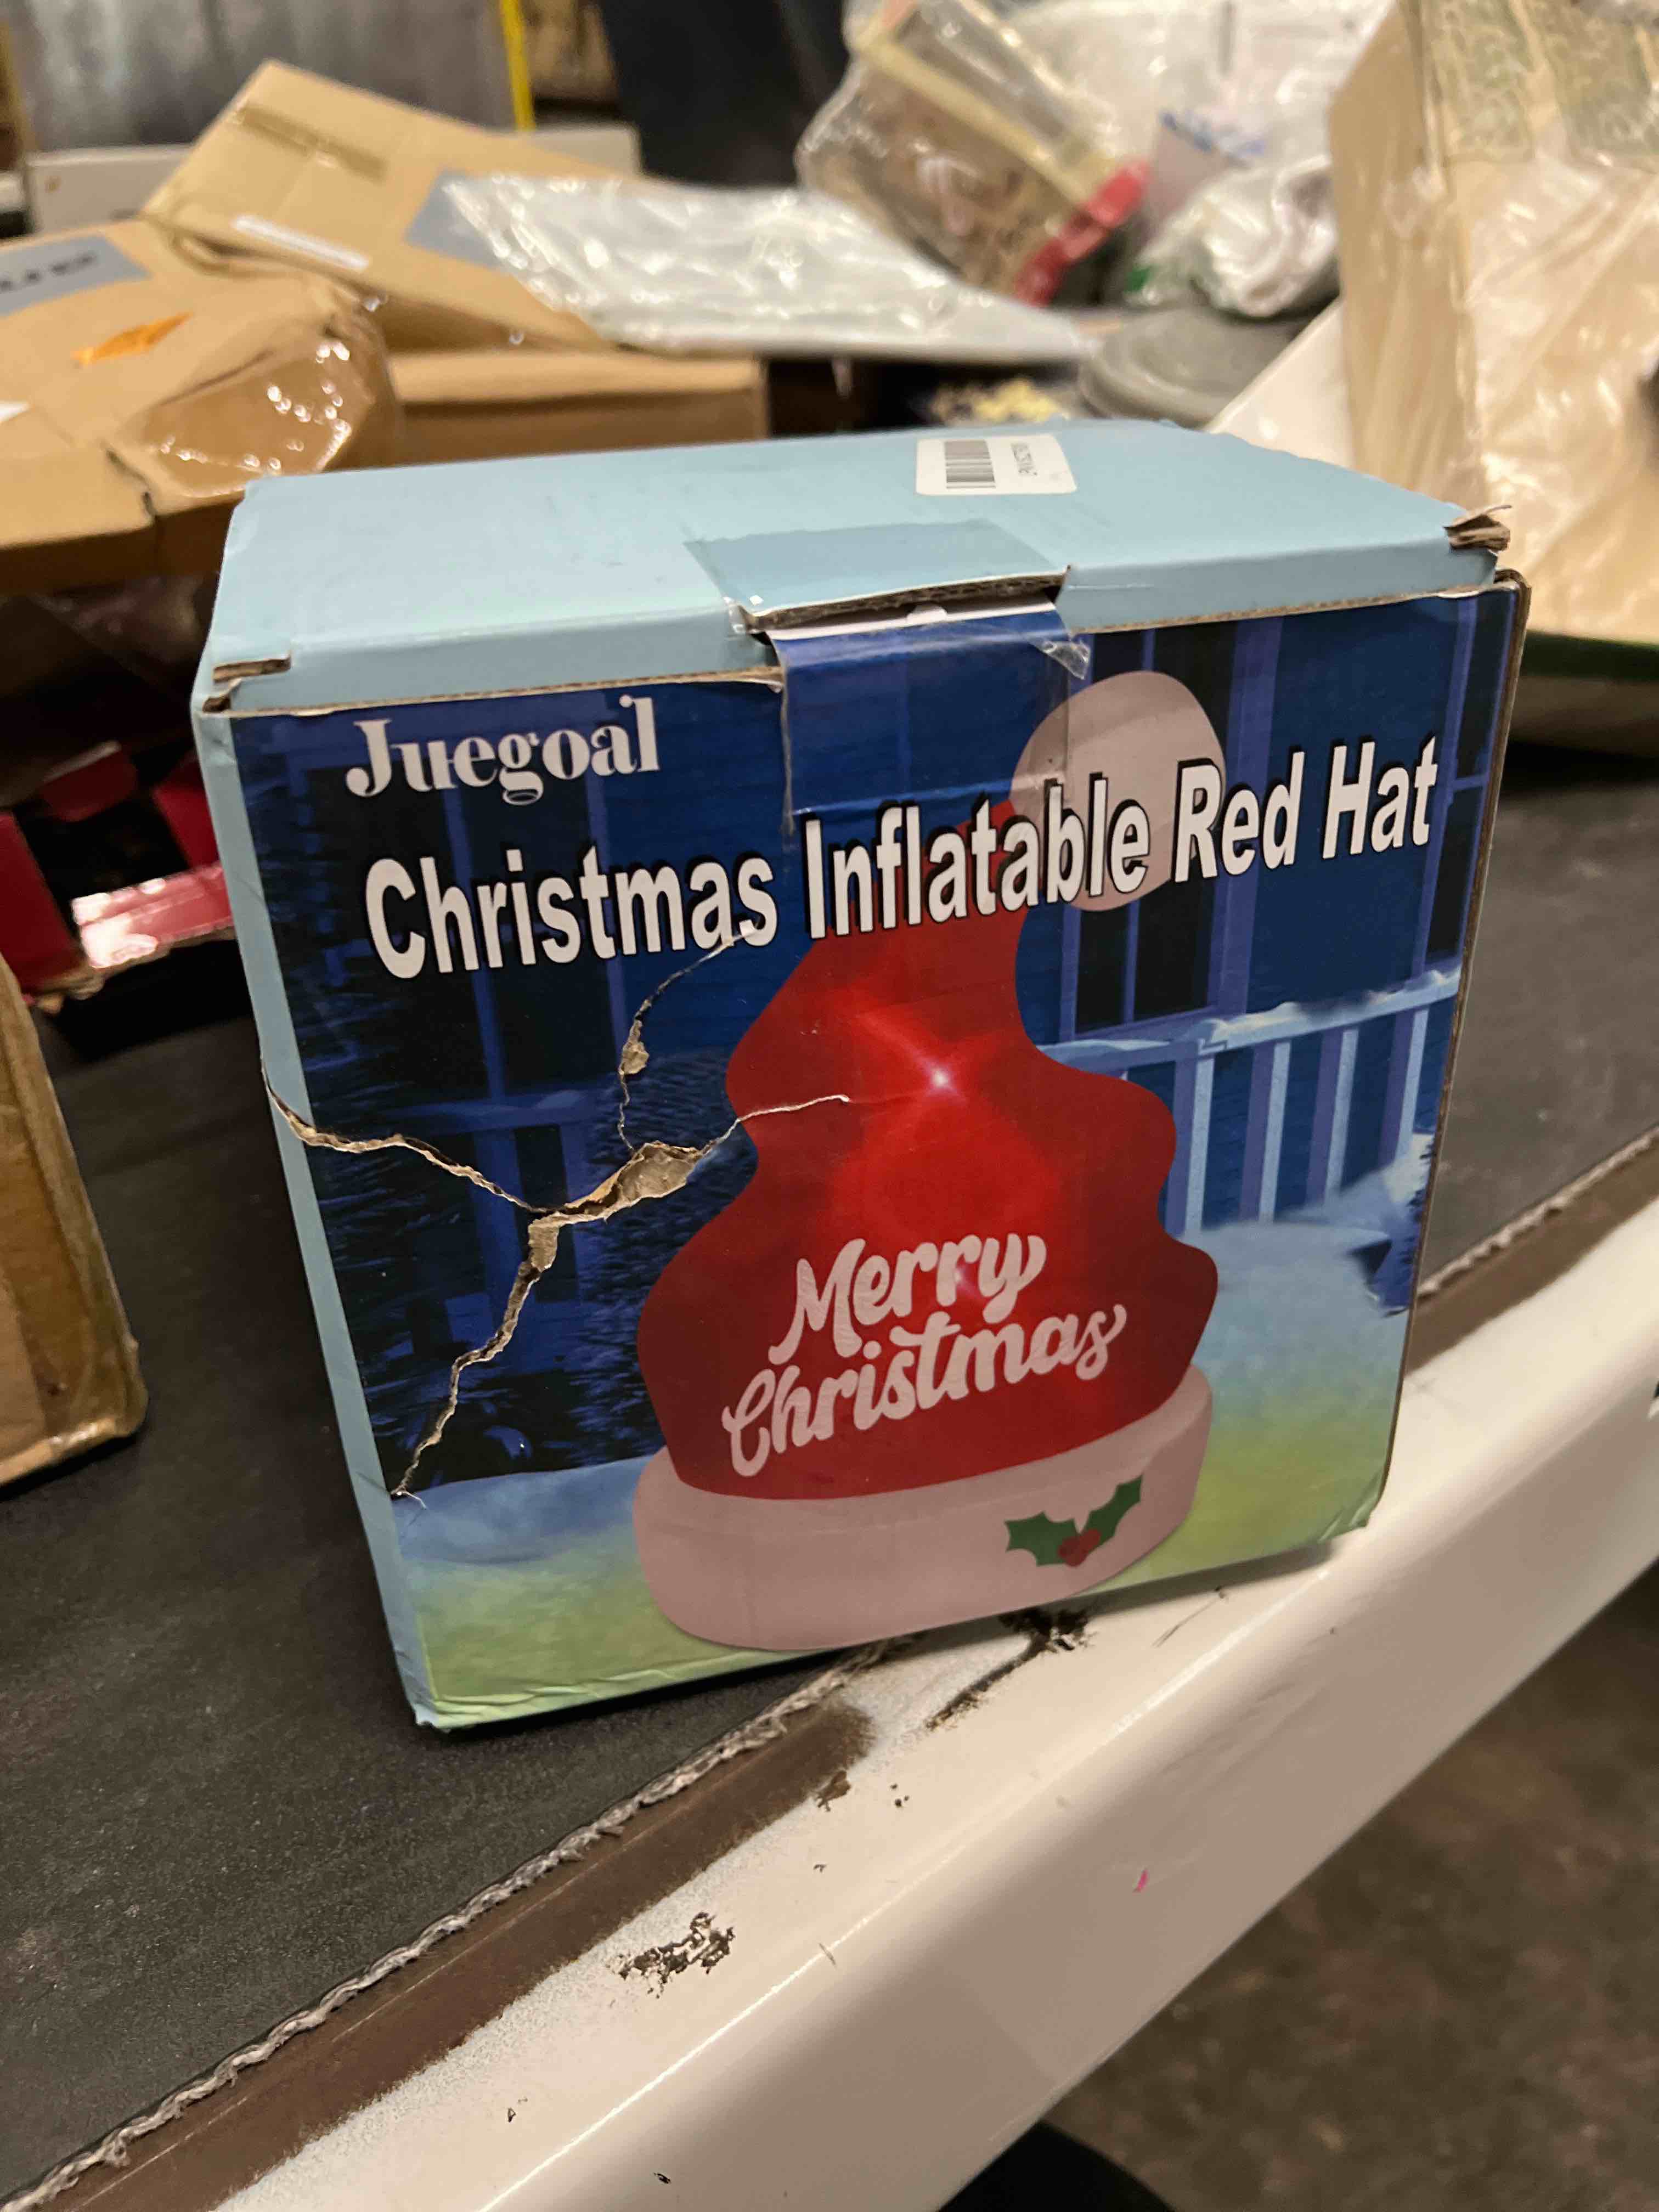 Juegoal
Christmas Inflatable Red Hat
Merry
Christmas